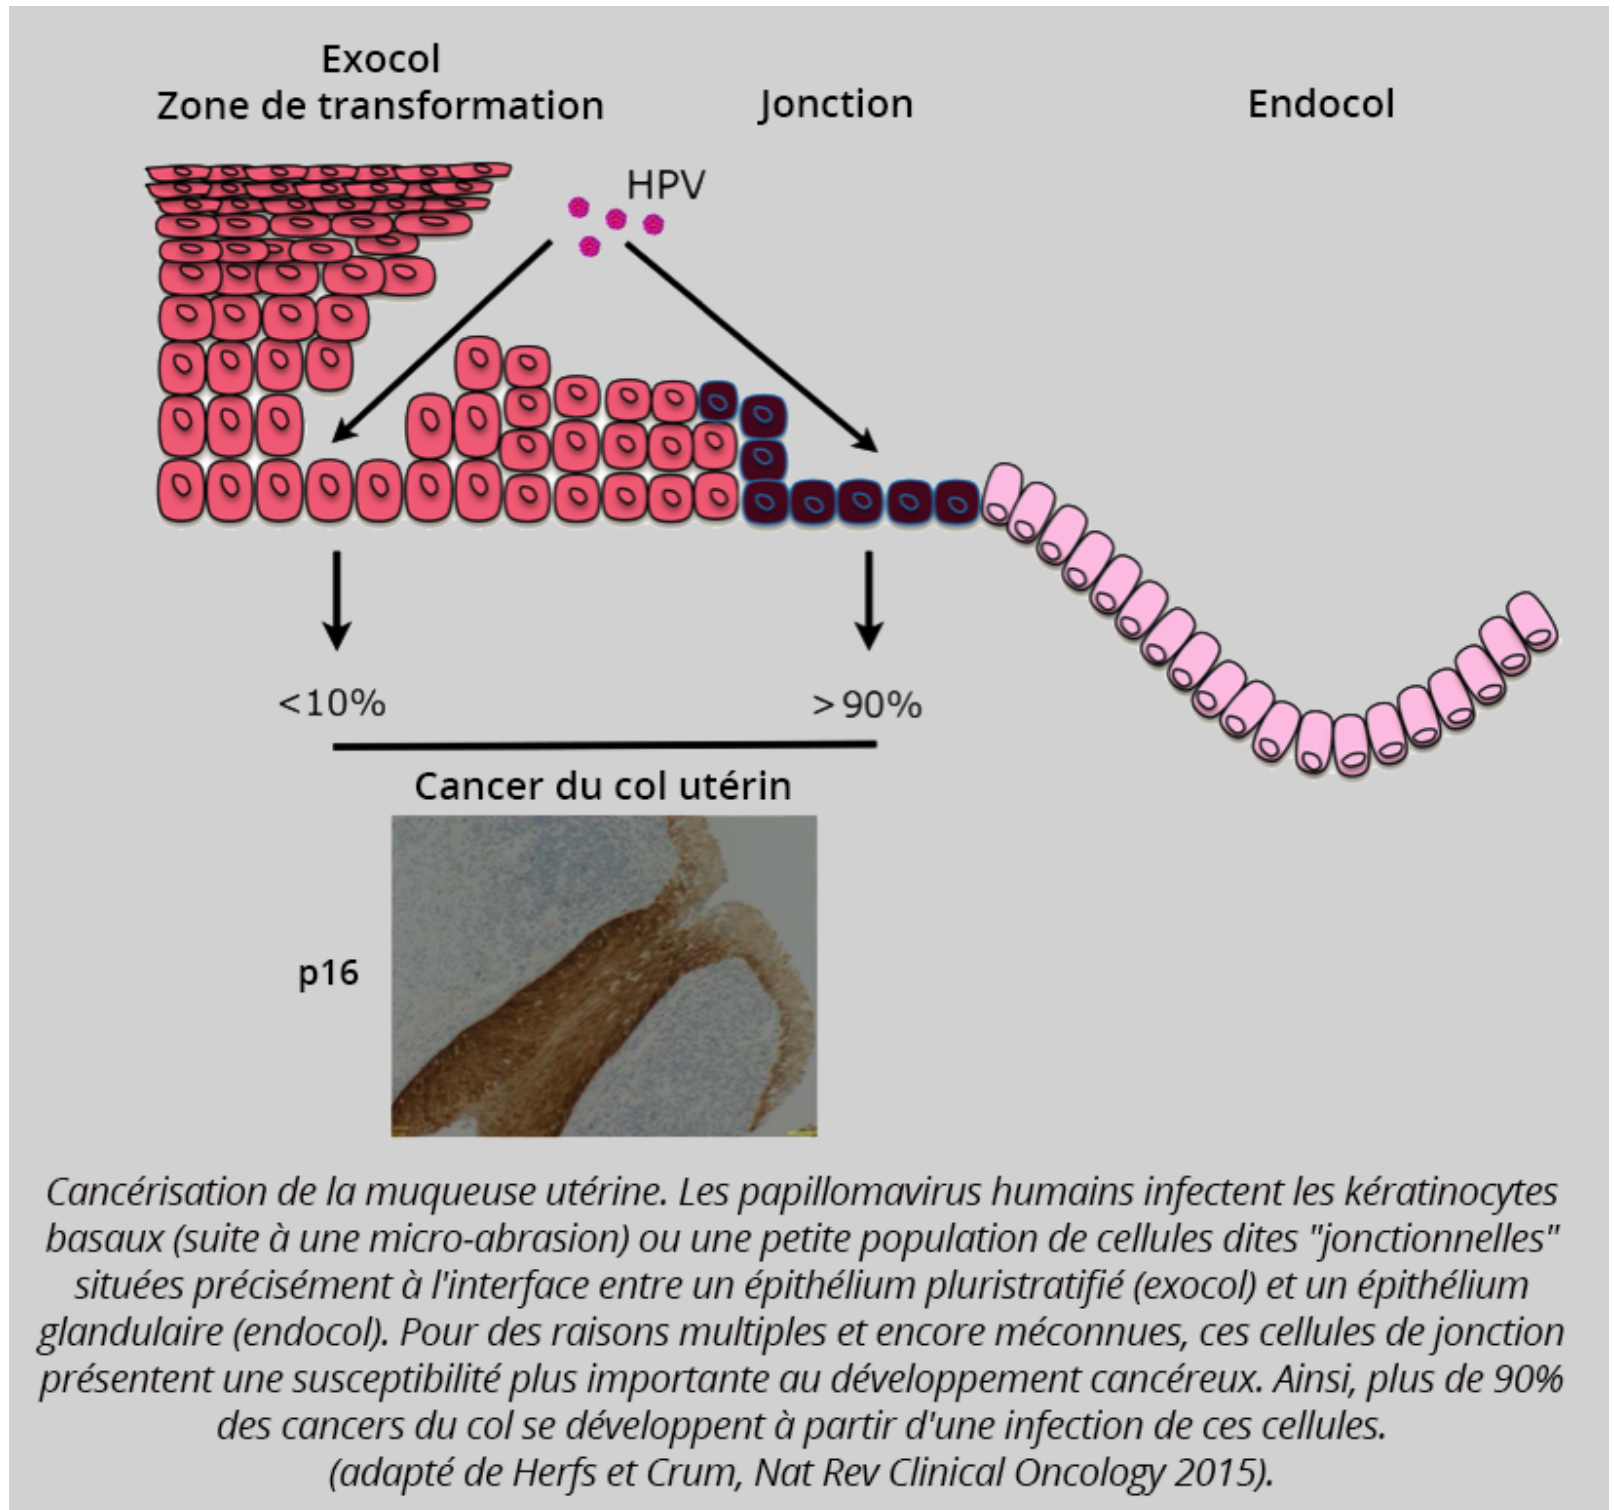 Exocol
Zone de transformation
Jonction
Endocol
HPV
<10%
>90%
Cancer du col utérin
p16
Cancérisation de la muqueuse utérine. Les papillomavirus humains infectent les kératinocytes
basaux (suite à une micro-abrasion) ou une petite population de cellules dites "jonctionnelles"
situées précisément à l'interface entre un épithélium pluristratifié (exocol) et un épithélium
glandulaire (endocol). Pour des raisons multiples et encore méconnues, ces cellules de jonction
présentent une susceptibilité plus importante au développement cancéreux. Ainsi, plus de 90%
des cancers du col se développent à partir d'une infection de ces cellules.
(adapté de Herfs et Crum, Nat Rev Clinical Oncology 2015).